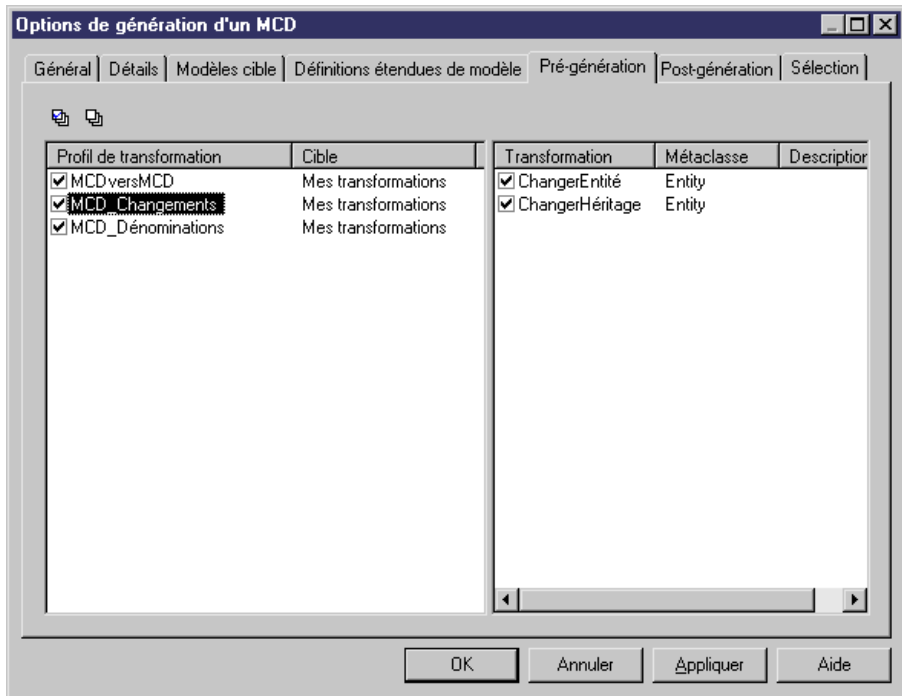 Options de génération d'un MCD
Général Détails Modèles cible Définitions étendues de modèle Pré-génération Post-génération Sélection
Profil de transformation Cible Transformation Métaclasse Description
MCDversMCD Mes transformations ChangerEntité Entity
MCD_Changements Mes transformations ChangerHéritage Entity
MCD_Dénominations Mes transformations
OK Annuler Appliquer Aide